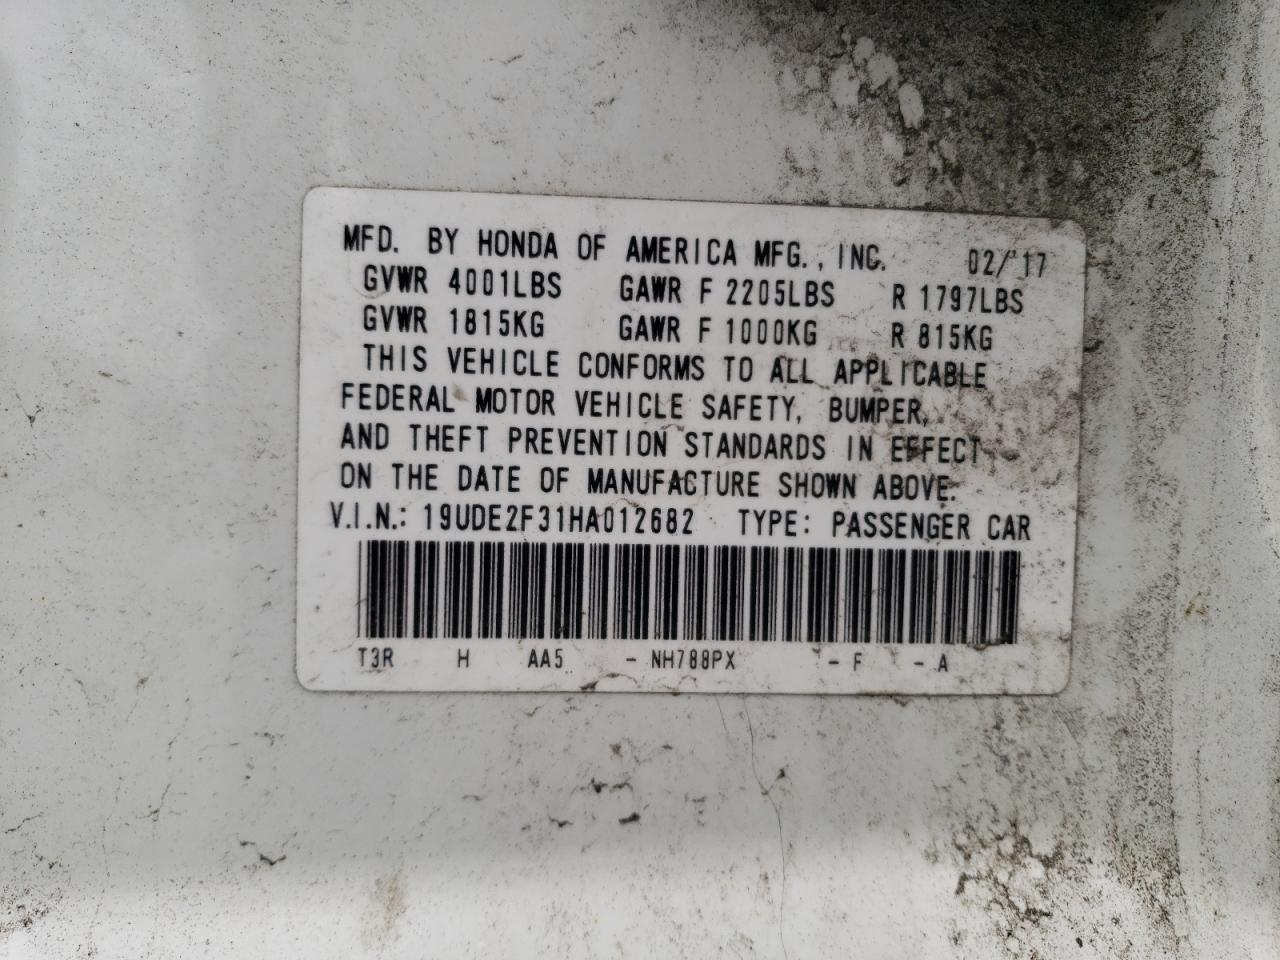 MFD. BY HONDA OF AMERICA MFG., INC. 02/'17
GVWR 4001LBS GAWR F 2205LBS R 1797LBS
GVWR 1815KG GAWR F 1000KG R 815KG
THIS VEHICLE CONFORMS TO ALL APPLICABLE
FEDERAL MOTOR VEHICLE SAFETY, BUMPER,
AND THEFT PREVENTION STANDARDS IN EFFECT
ON THE DATE OF MANUFACTURE SHOWN ABOVE.
V.I.N.: 19UDE2F31HA012682 TYPE: PASSENGER CAR
T3R H AA5 - NH788PX - F - A